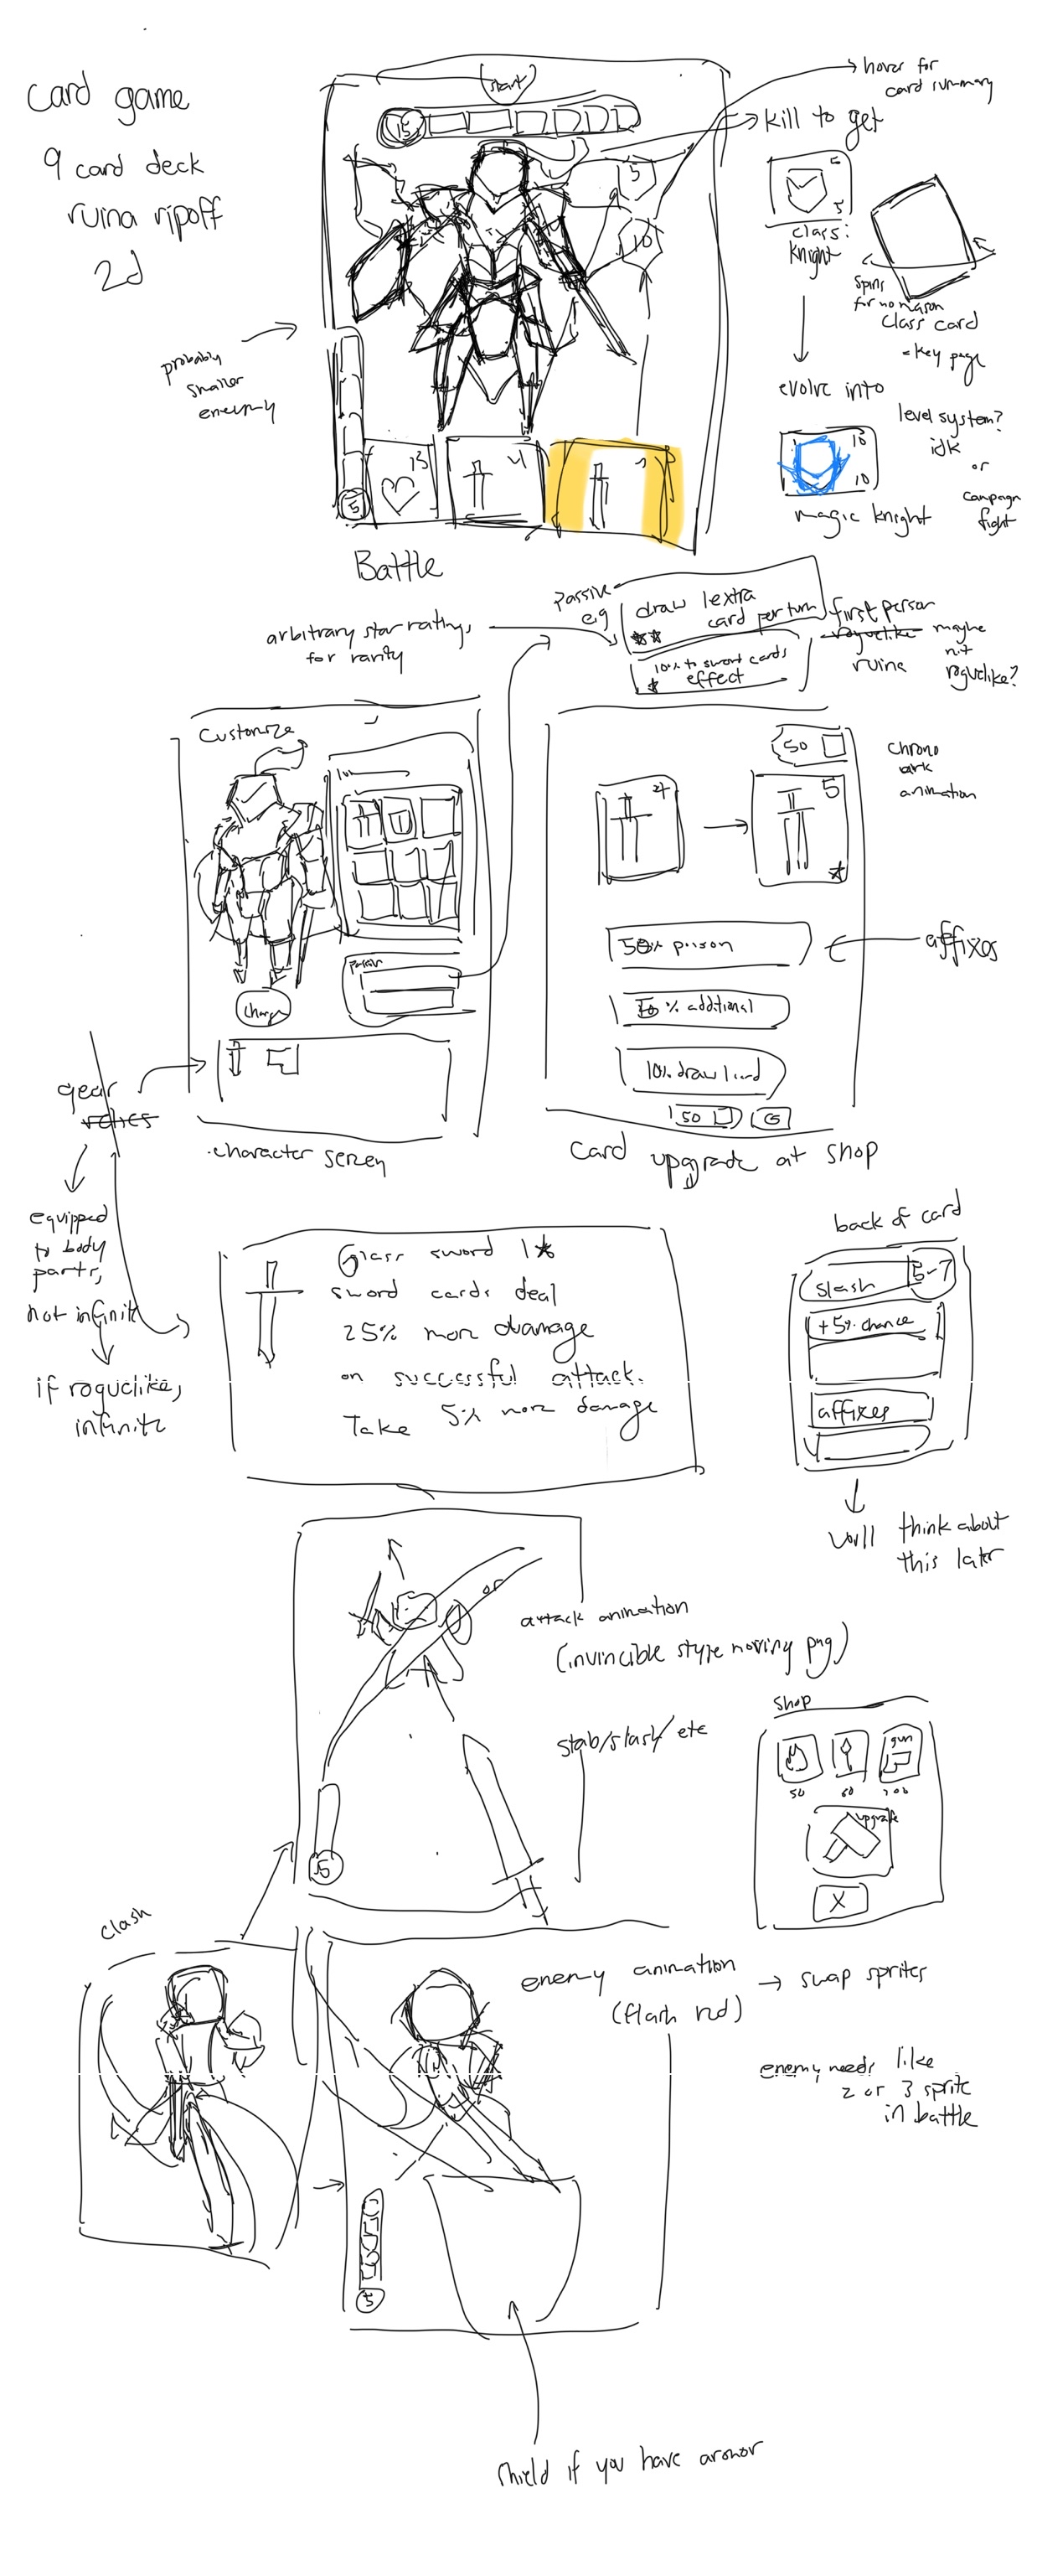 card game
9 card deck
ruina ripoff
2d
start
15
5
10
hover for
card summary
kill to get
5
class:
Knight
spins
for no reason
class card
- key page
evolve into
level system?
idk
or
campaign
fight
10
10
magic knight
probably
smaller
enemy
5
13
4
Battle
arbitrary star rating,
for rarity
passive
e.g
draw 1 extra
card per turn
10% to sword cards
effect
first person
roguelike
ruina
maybe
not
roguelike?
Customize
passive
change
character screen
50
4
5
chrono
ark
animation
50% poison
affixes
% additional
10% draw 1 card
50
Card upgrade at shop
gear
relics
equipped
to body
parts,
not infinite
if roguelike,
infinite
Glass sword 1
sword cards deal
25% more damage
on successful attack.
Take 5% more damage
back of card
slash
5-7
+5% chance
affixes
will think about
this later
or
attack animation
(invincible style moving png)
stab/slash/etc
5
shop
gun
50
60
200
upgrade
X
clash
enemy animation
(flash red)
swap sprites
enemy needs like
2 or 3 sprite
in battle
5
shield if you have armor